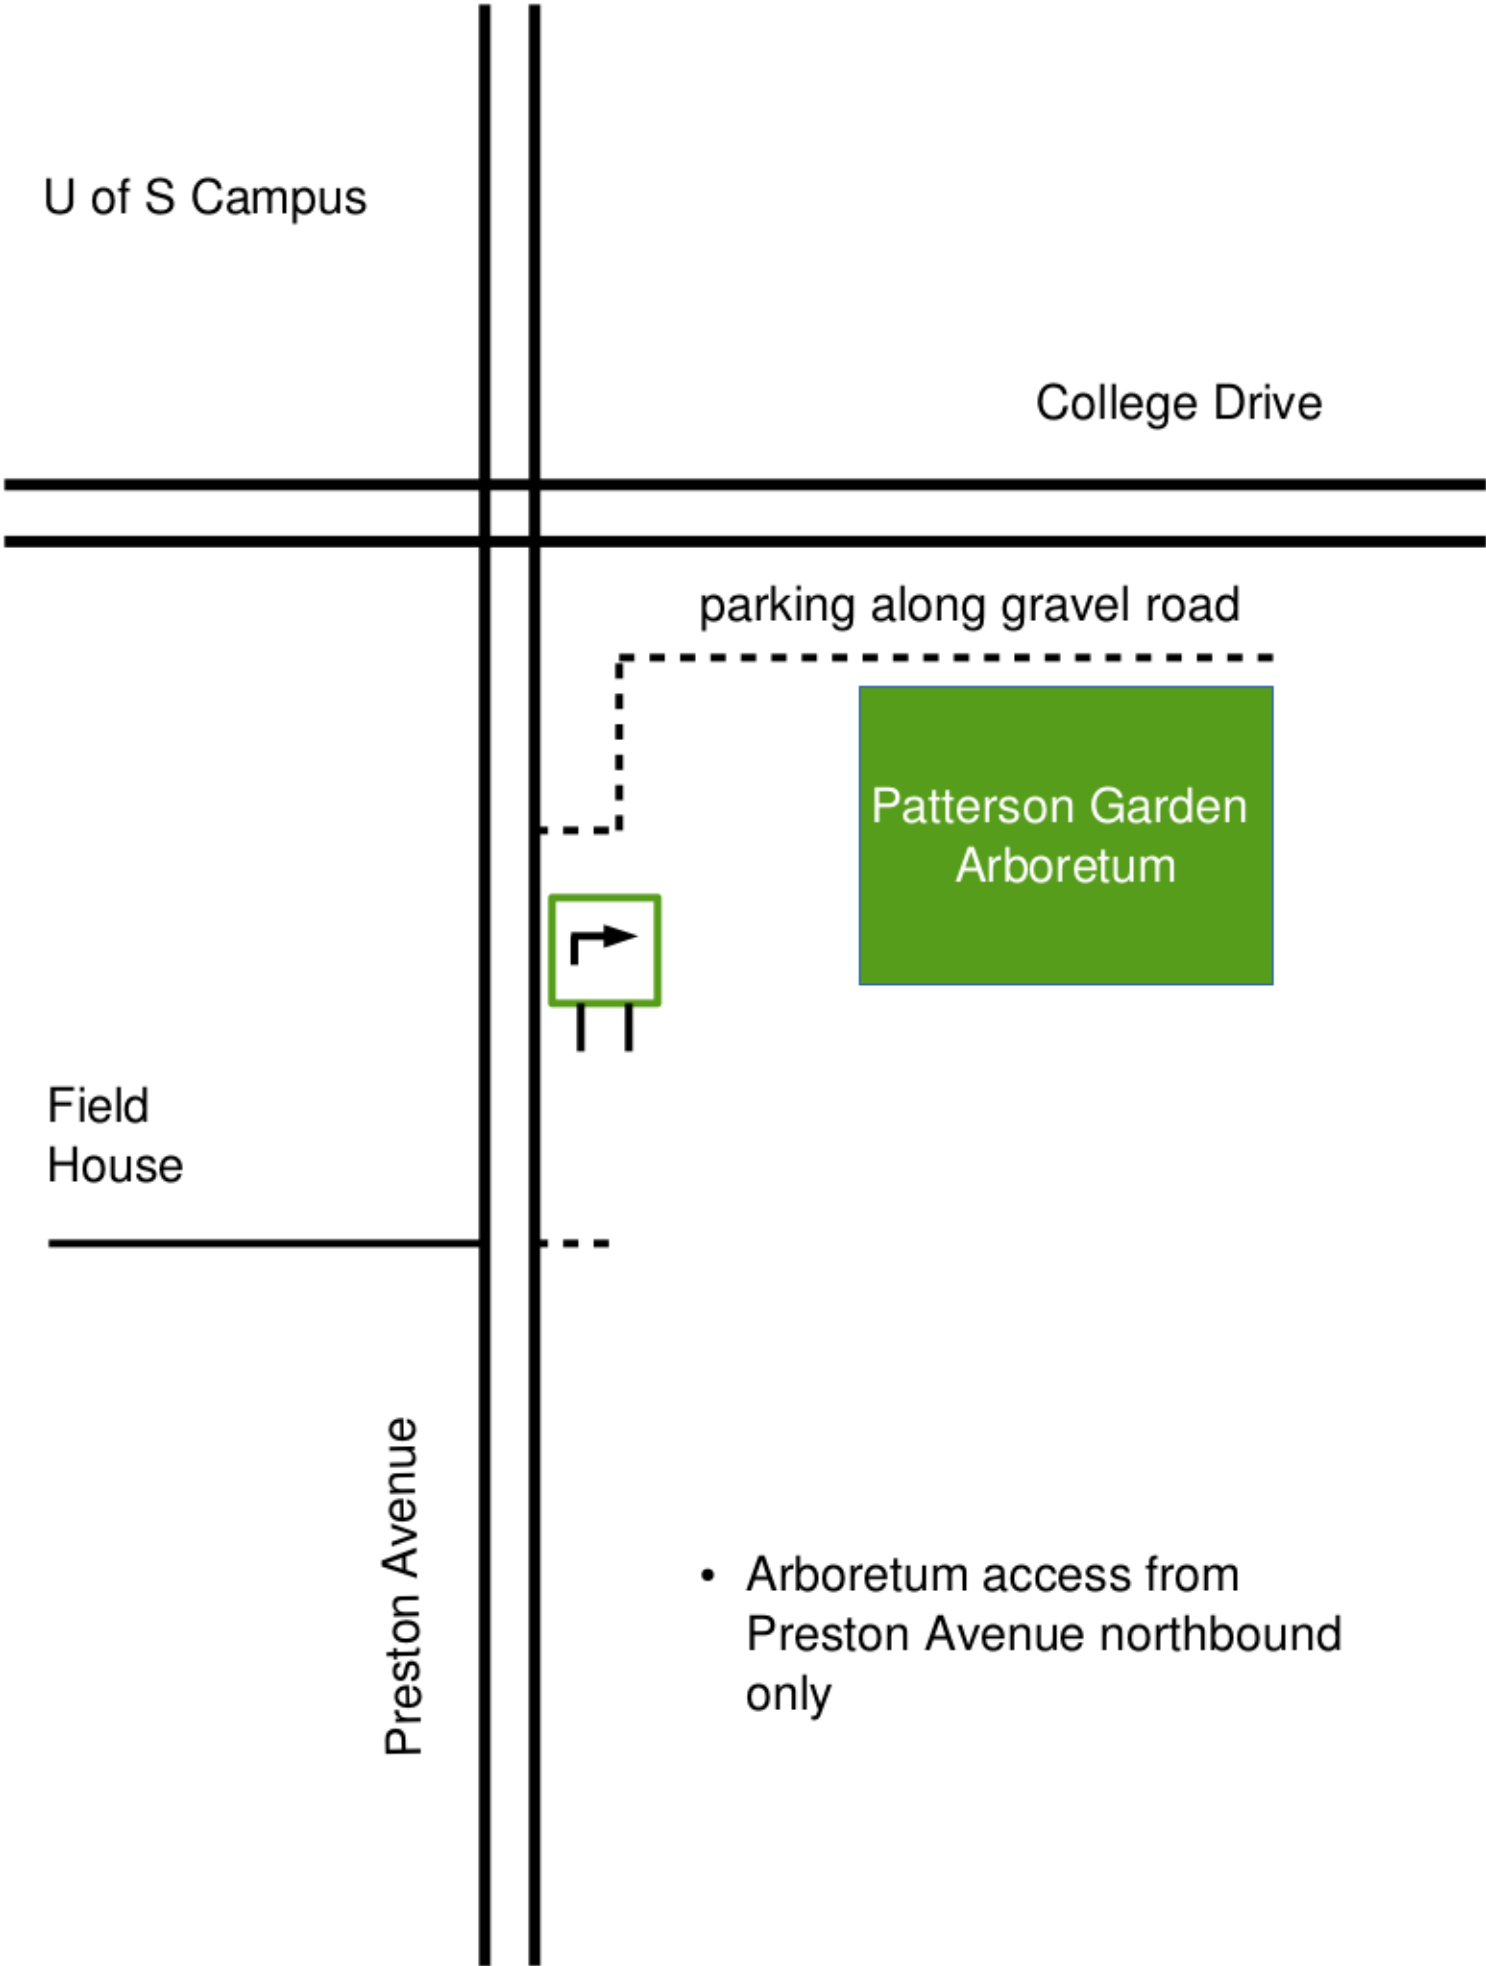 U of S Campus
College Drive
parking along gravel road
Patterson Garden
Arboretum
Field
House
Preston Avenue
• Arboretum access from
Preston Avenue northbound
only